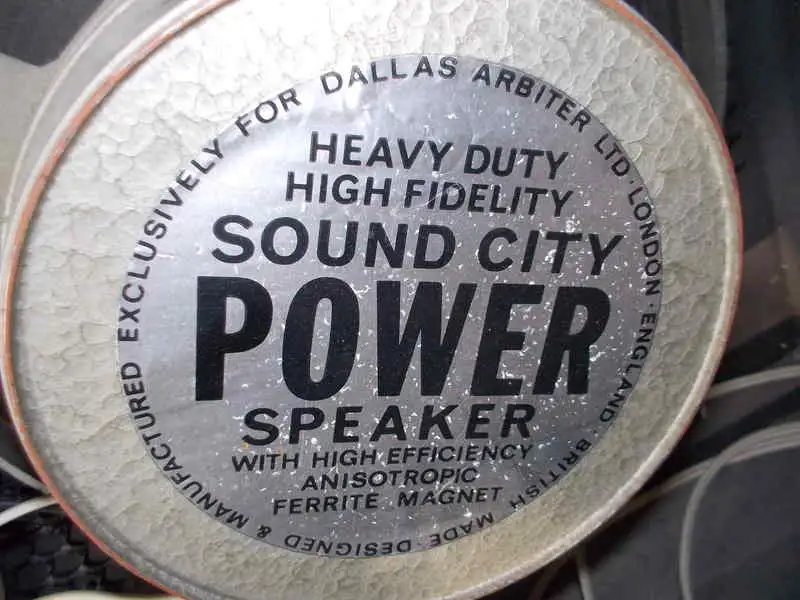 DESIGNED & MANUFACTURED EXCLUSIVELY FOR DALLAS ARBITER LTD · LONDON · ENGLAND · BRITISH MADE ·
HEAVY DUTY
HIGH FIDELITY
SOUND CITY
POWER
SPEAKER
WITH HIGH EFFICIENCY
ANISOTROPIC
FERRITE MAGNET